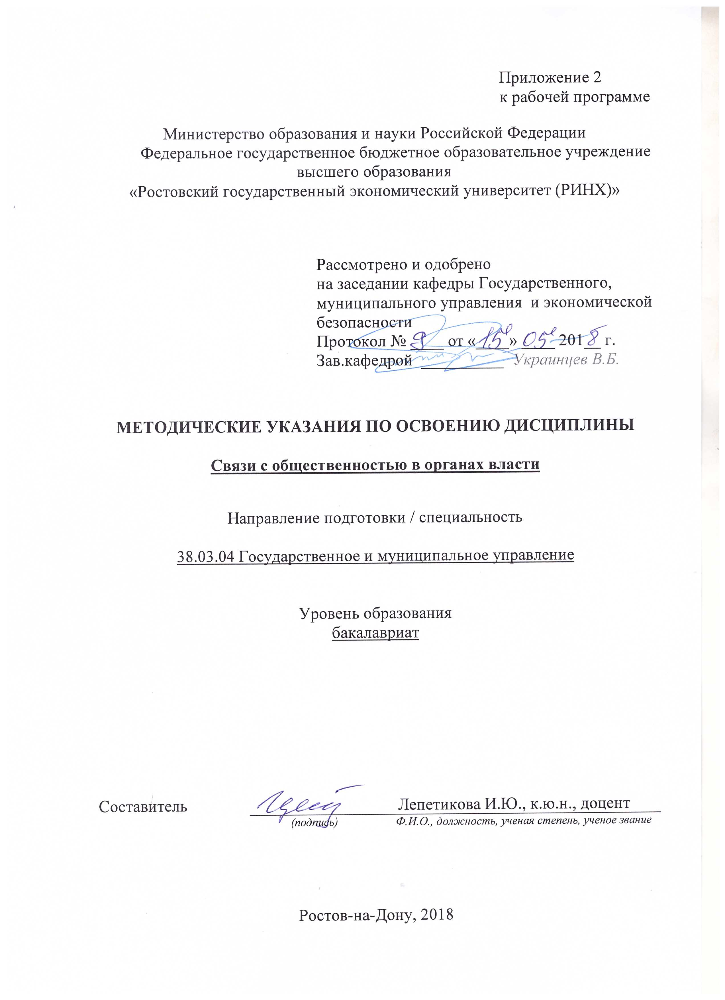 Приложение 2
к рабочей программе
Министерство образования и науки Российской Федерации
Федеральное государственное бюджетное образовательное учреждение
высшего образования
«Ростовский государственный экономический университет (РИНХ)»
Рассмотрено и одобрено
на заседании кафедры Государственного,
муниципального управления и экономической
безопасности
Протокол № 9 от «15» 05 2018 г.
Зав.кафедрой Украинцев В.Б.
МЕТОДИЧЕСКИЕ УКАЗАНИЯ ПО ОСВОЕНИЮ ДИСЦИПЛИНЫ
Связи с общественностью в органах власти
Направление подготовки / специальность
38.03.04 Государственное и муниципальное управление
Уровень образования
бакалавриат
Составитель Лепетикова И.Ю., к.ю.н., доцент
(подпись) Ф.И.О., должность, ученая степень, ученое звание
Ростов-на-Дону, 2018